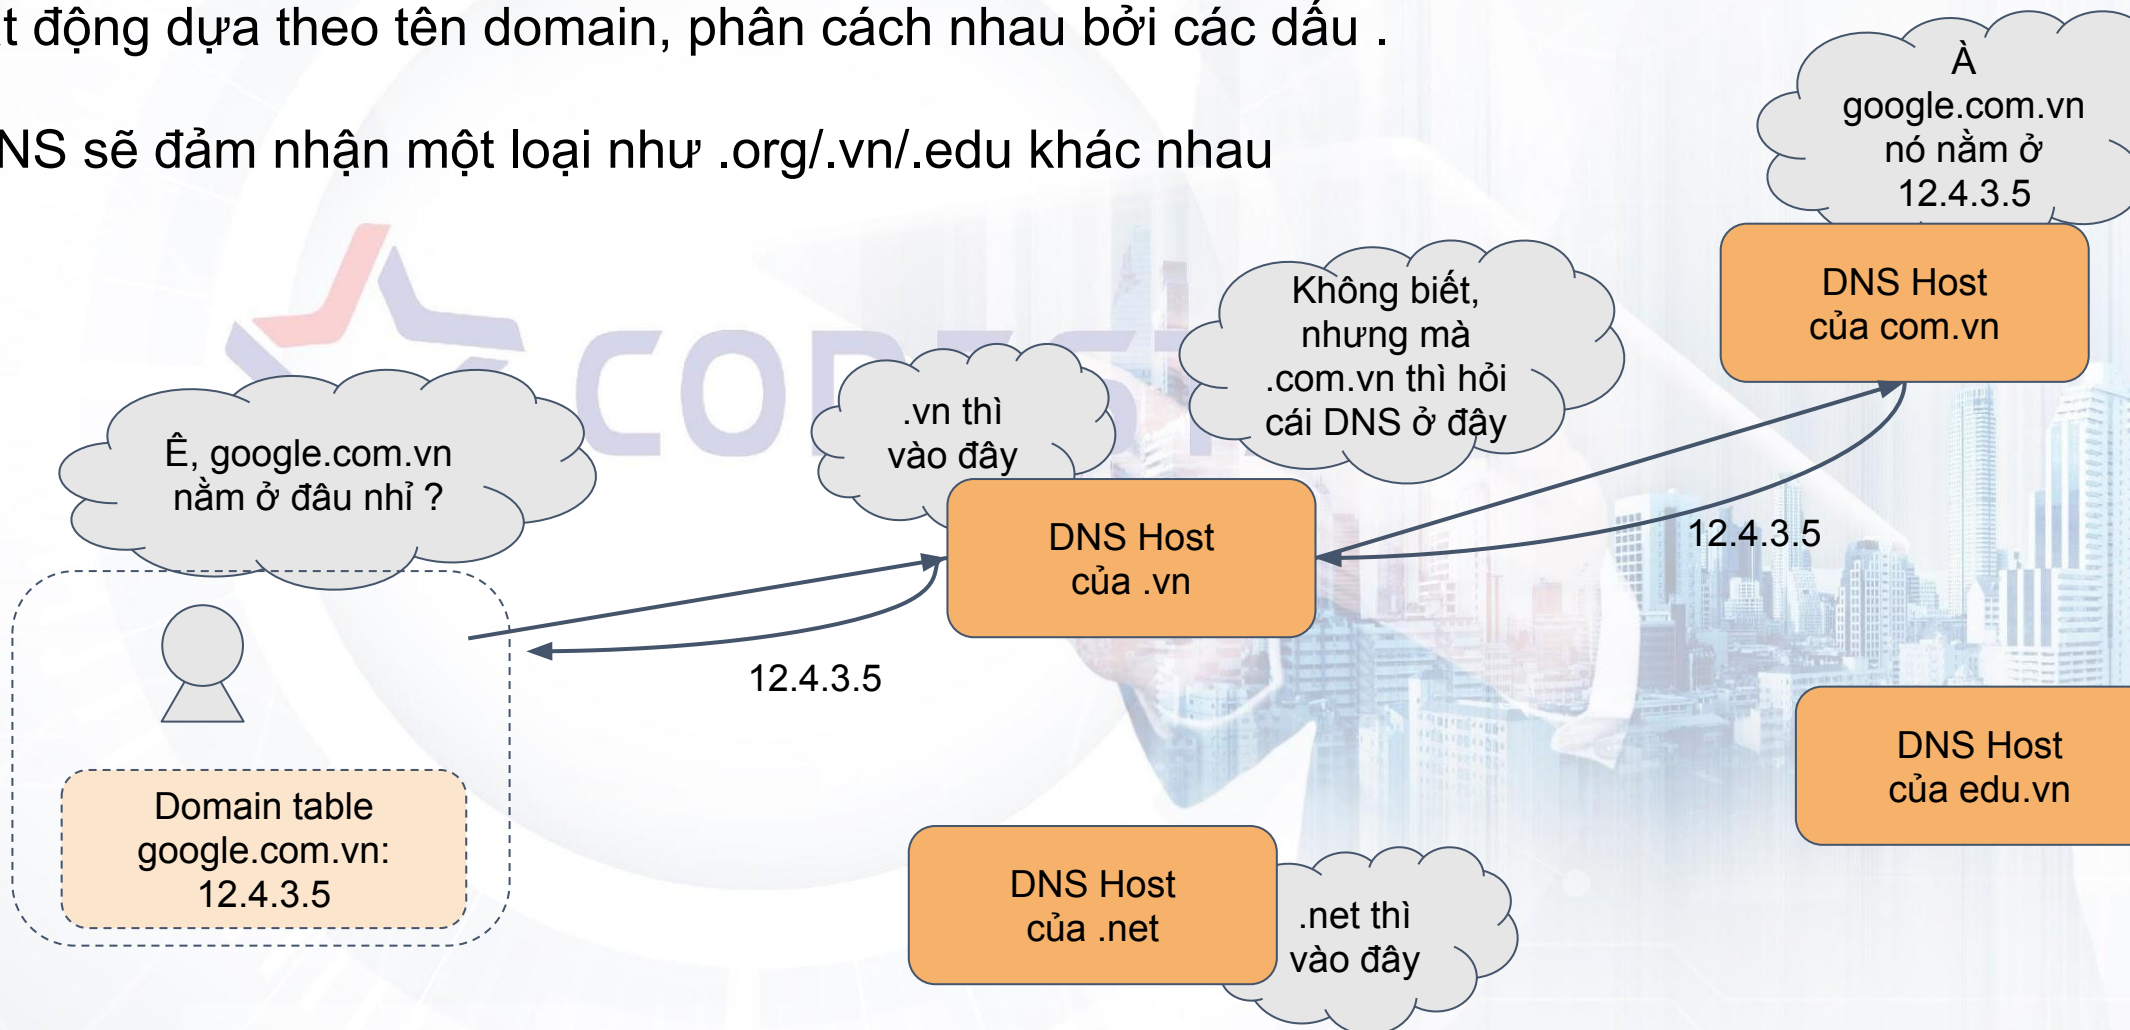 động dựa theo tên domain, phân cách nhau bởi các dấu .
NS sẽ đảm nhận một loại như .org/.vn/.edu khác nhau
À
google.com.vn
nó nằm ở
12.4.3.5
DNS Host
của com.vn
Không biết,
nhưng mà
.com.vn thì hỏi
cái DNS ở đây
.vn thì
vào đây
Ê, google.com.vn
nằm ở đâu nhỉ ?
DNS Host
của .vn
12.4.3.5
12.4.3.5
DNS Host
của edu.vn
Domain table
google.com.vn:
12.4.3.5
DNS Host
của .net
.net thì
vào đây